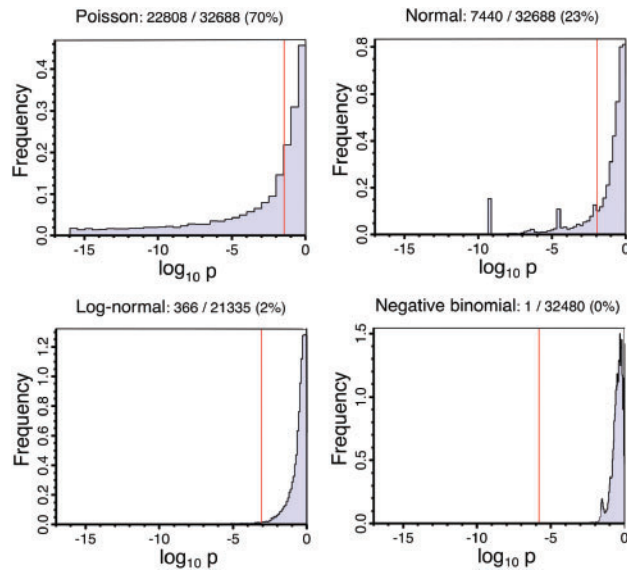 Poisson: 22808 / 32688 (70%)
Frequency
0.0 0.2 0.4
-15 -10 -5 0
log10 p
Normal: 7440 / 32688 (23%)
Frequency
0.0 0.2 0.4 0.6 0.8
-15 -10 -5 0
log10 p
Log-normal: 366 / 21335 (2%)
Frequency
0.0 0.2 0.4 0.6 0.8 1.0 1.2
-15 -10 -5 0
log10 p
Negative binomial: 1 / 32480 (0%)
Frequency
0.0 0.5 1.0 1.5
-15 -10 -5 0
log10 p